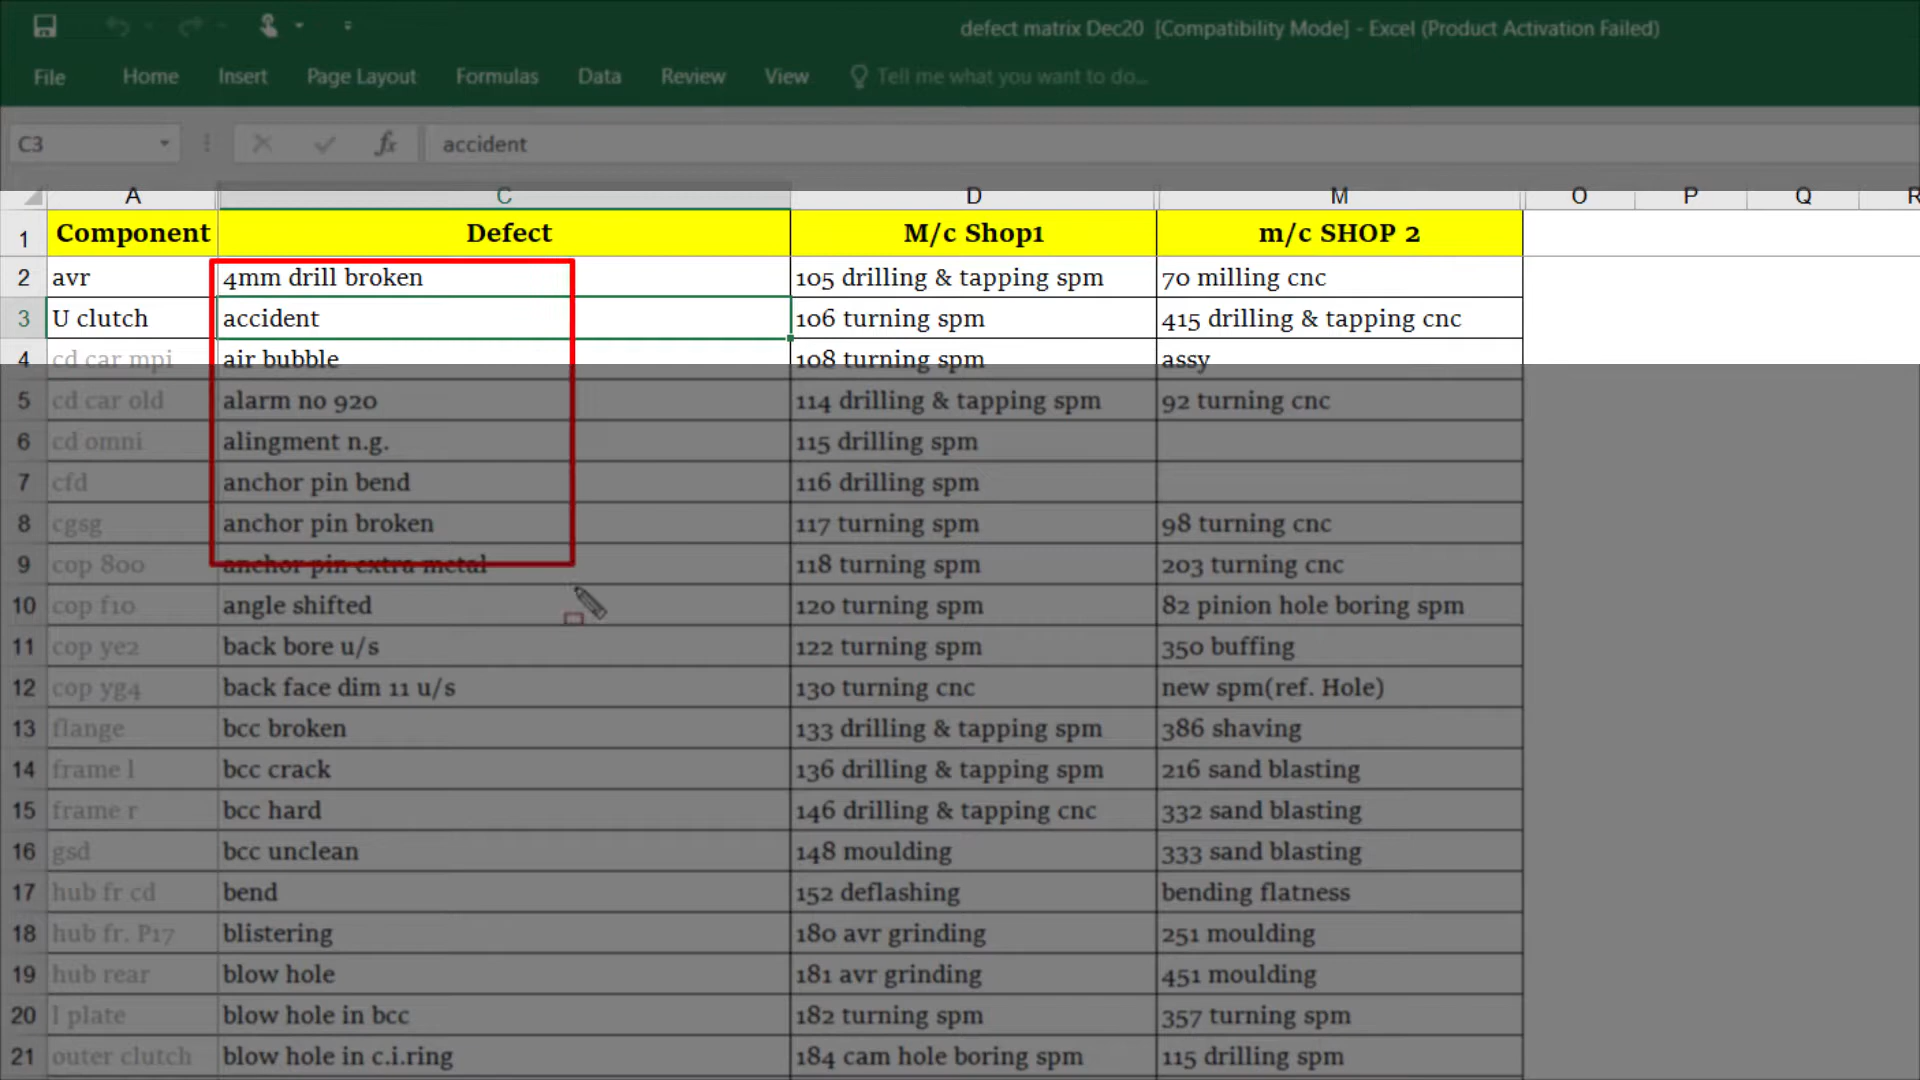 defect matrix Dec20 [Compatibility Mode] - Excel (Product Activation Failed)
File Home Insert Page Layout Formulas Data Review View Tell me what you want to do...
C3 fx accident
A C D M O P Q R
1 Component Defect M/c Shop1 m/c SHOP 2
2 avr 4mm drill broken 105 drilling & tapping spm 70 milling cnc
3 U clutch accident 106 turning spm 415 drilling & tapping cnc
4 cd car mpi air bubble 108 turning spm assy
5 cd car old alarm no 920 114 drilling & tapping spm 92 turning cnc
6 cd omni alingment n.g. 115 drilling spm
7 cfd anchor pin bend 116 drilling spm
8 cgsg anchor pin broken 117 turning spm 98 turning cnc
9 cop 800 anchor pin extra metal 118 turning spm 203 turning cnc
10 cop f10 angle shifted 120 turning spm 82 pinion hole boring spm
11 cop ye2 back bore u/s 122 turning spm 350 buffing
12 cop yg4 back face dim 11 u/s 130 turning cnc new spm(ref. Hole)
13 flange bcc broken 133 drilling & tapping spm 386 shaving
14 frame l bcc crack 136 drilling & tapping spm 216 sand blasting
15 frame r bcc hard 146 drilling & tapping cnc 332 sand blasting
16 gsd bcc unclean 148 moulding 333 sand blasting
17 hub fr cd bend 152 deflashing bending flatness
18 hub fr. P17 blistering 180 avr grinding 251 moulding
19 hub rear blow hole 181 avr grinding 451 moulding
20 l plate blow hole in bcc 182 turning spm 357 turning spm
21 outer clutch blow hole in c.i.ring 184 cam hole boring spm 115 drilling spm